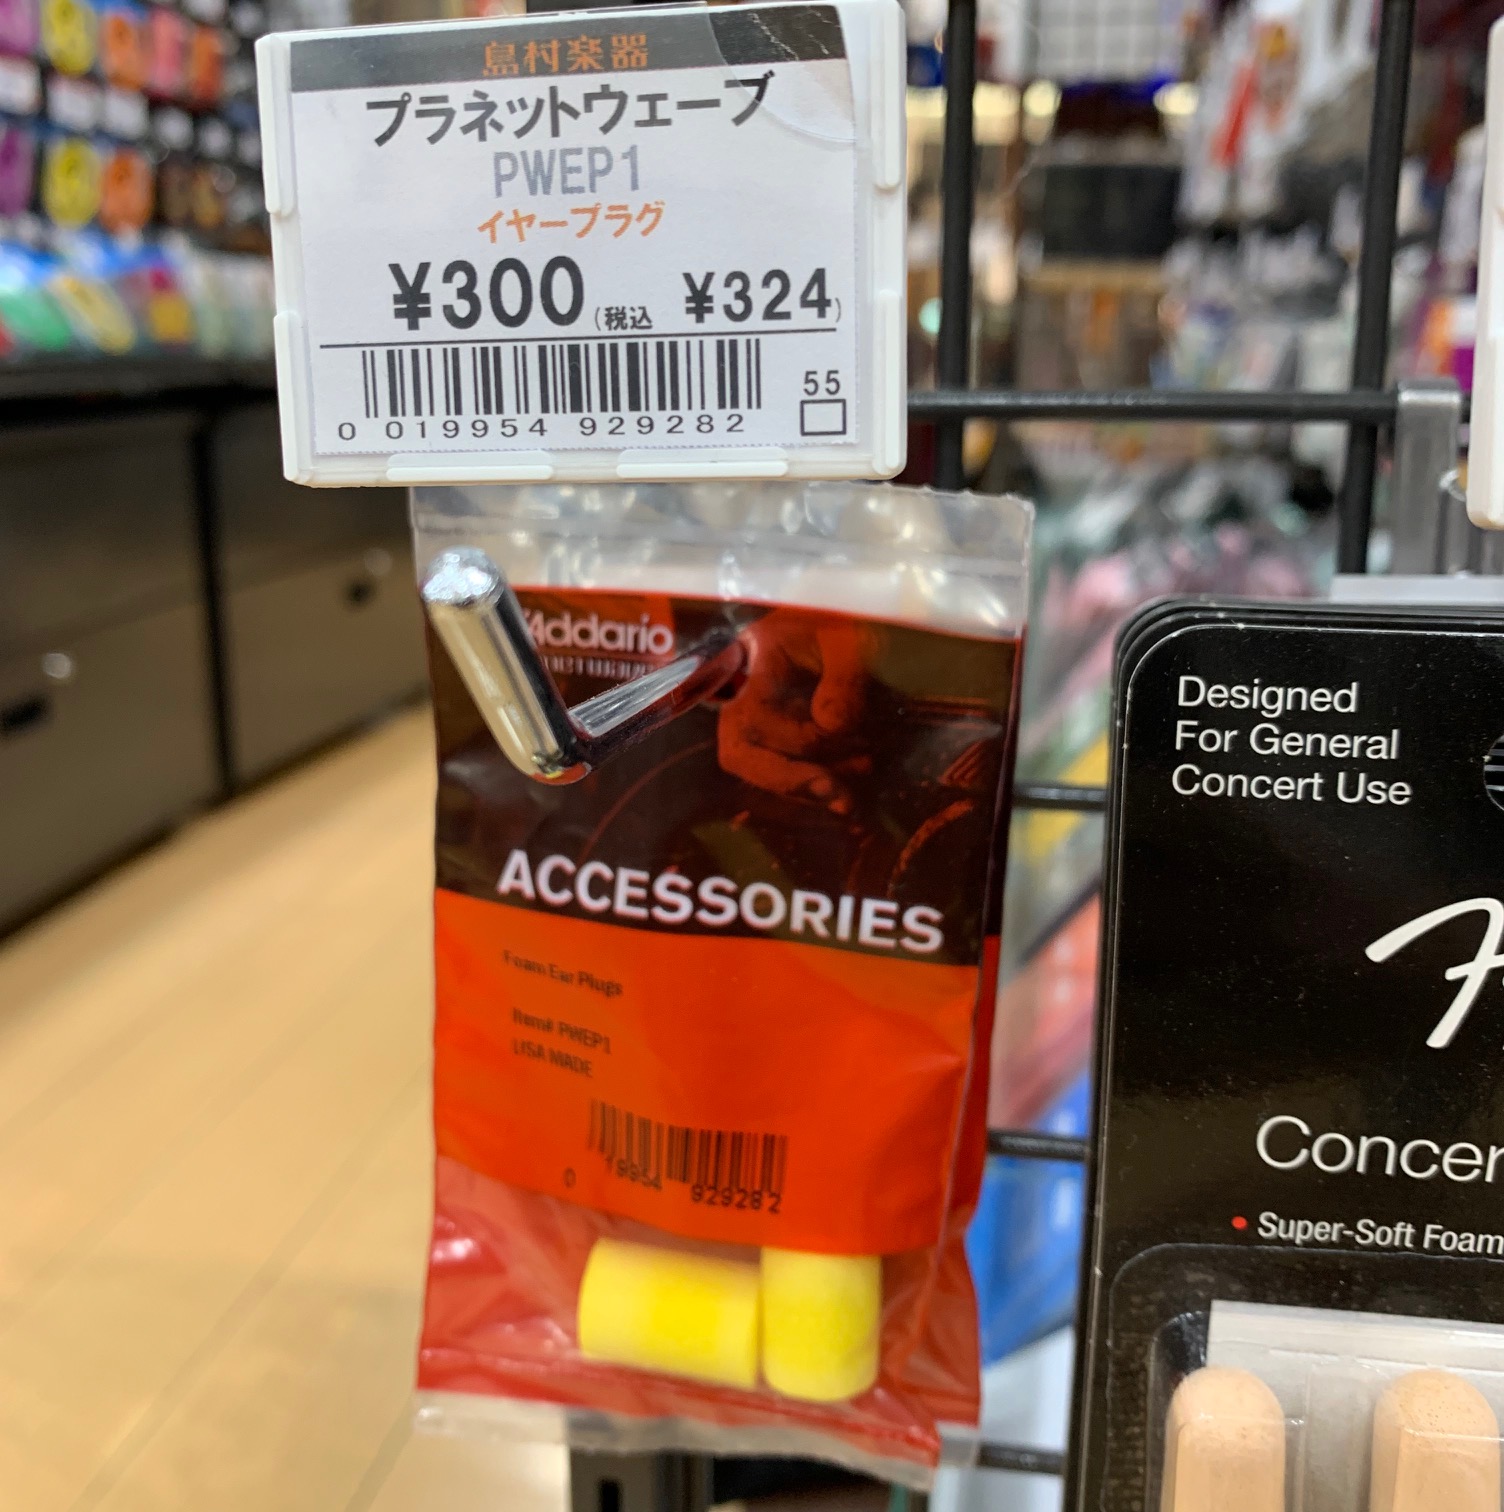 島村楽器
プラネットウェーブ
PWEP1
イヤープラグ
¥300 (税込 ¥324)
0 019954 929282
55
Addario
ACCESSORIES
Foam Ear Plugs
Item# PWEP1
USA MADE
0 19954 929282
Designed
For General
Concert Use
Super-Soft Foam